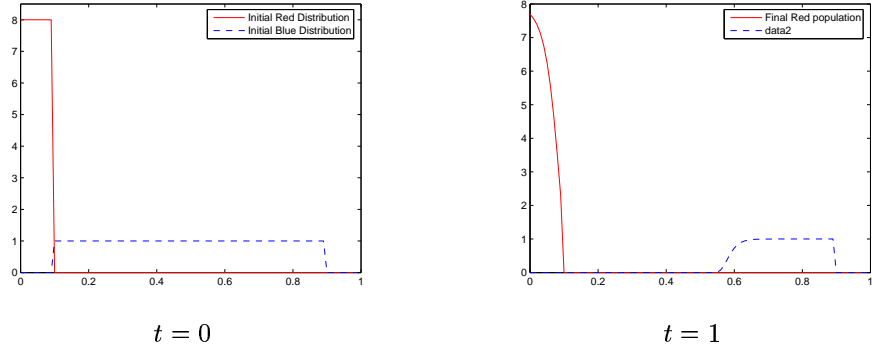 Initial Red Distribution
Initial Blue Distribution
8
7
6
5
4
3
2
1
0
0 0.2 0.4 0.6 0.8 1
t = 0
Final Red population
data2
8
7
6
5
4
3
2
1
0
0 0.2 0.4 0.6 0.8 1
t = 1